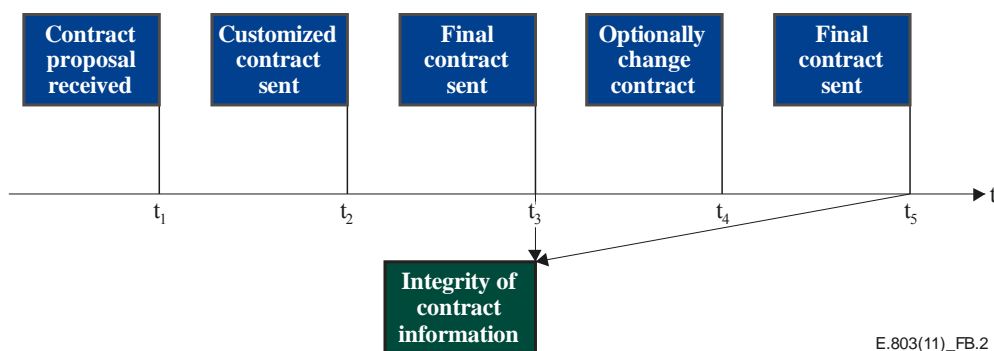 Contract
proposal
received
Customized
contract
sent
Final
contract
sent
Optionally
change
contract
Final
contract
sent
t
t1
t2
t3
t4
t5
Integrity of
contract
information
E.803(11)_FB.2